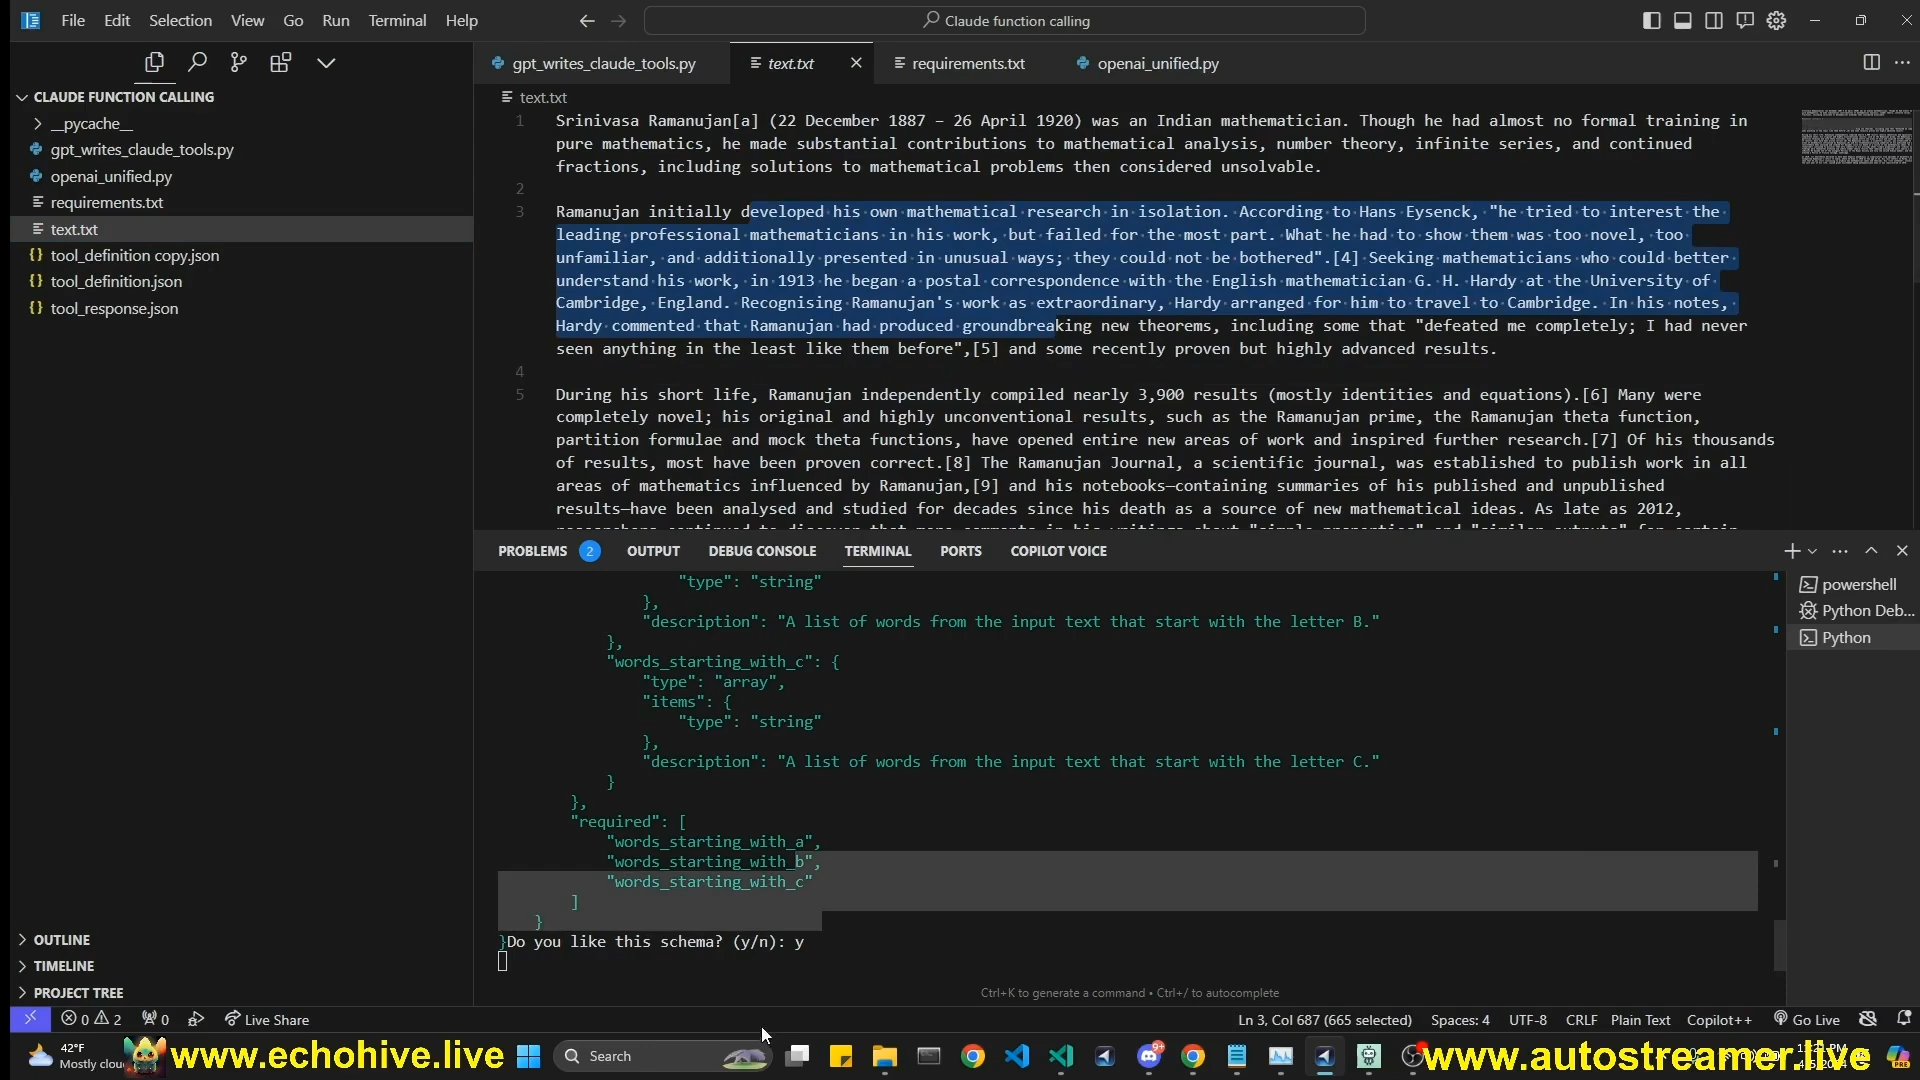 File Edit Selection View Go Run Terminal Help
Claude function calling
gpt_writes_claude_tools.py
text.txt
requirements.txt
openai_unified.py
CLAUDE FUNCTION CALLING
__pycache__
gpt_writes_claude_tools.py
openai_unified.py
requirements.txt
text.txt
tool_definition copy.json
tool_definition.json
tool_response.json
OUTLINE
TIMELINE
PROJECT TREE
text.txt
1 Srinivasa Ramanujan[a] (22 December 1887 – 26 April 1920) was an Indian mathematician. Though he had almost no formal training in
pure mathematics, he made substantial contributions to mathematical analysis, number theory, infinite series, and continued
fractions, including solutions to mathematical problems then considered unsolvable.
2
3 Ramanujan initially developed his own mathematical research in isolation. According to Hans Eysenck, "he tried to interest the
leading professional mathematicians in his work, but failed for the most part. What he had to show them was too novel, too
unfamiliar, and additionally presented in unusual ways; they could not be bothered".[4] Seeking mathematicians who could better
understand his work, in 1913 he began a postal correspondence with the English mathematician G. H. Hardy at the University of
Cambridge, England. Recognising Ramanujan's work as extraordinary, Hardy arranged for him to travel to Cambridge. In his notes,
Hardy commented that Ramanujan had produced groundbreaking new theorems, including some that "defeated me completely; I had never
seen anything in the least like them before",[5] and some recently proven but highly advanced results.
4
5 During his short life, Ramanujan independently compiled nearly 3,900 results (mostly identities and equations).[6] Many were
completely novel; his original and highly unconventional results, such as the Ramanujan prime, the Ramanujan theta function,
partition formulae and mock theta functions, have opened entire new areas of work and inspired further research.[7] Of his thousands
of results, most have been proven correct.[8] The Ramanujan Journal, a scientific journal, was established to publish work in all
areas of mathematics influenced by Ramanujan,[9] and his notebooks—containing summaries of his published and unpublished
results—have been analysed and studied for decades since his death as a source of new mathematical ideas. As late as 2012,
PROBLEMS 2 OUTPUT DEBUG CONSOLE TERMINAL PORTS COPILOT VOICE
"type": "string"
},
"description": "A list of words from the input text that start with the letter B."
},
"words_starting_with_c": {
"type": "array",
"items": {
"type": "string"
},
"description": "A list of words from the input text that start with the letter C."
}
},
"required": [
"words_starting_with_a",
"words_starting_with_b",
"words_starting_with_c"
]
}
}Do you like this schema? (y/n): y
powershell
Python Deb...
Python
Ctrl+K to generate a command • Ctrl+/ to autocomplete
0 2 0 Live Share
Ln 3, Col 687 (665 selected) Spaces: 4 UTF-8 CRLF Plain Text Copilot++ Go Live
42°F
Mostly
www.echohive.live
Search
9+
www.autostreamer.live